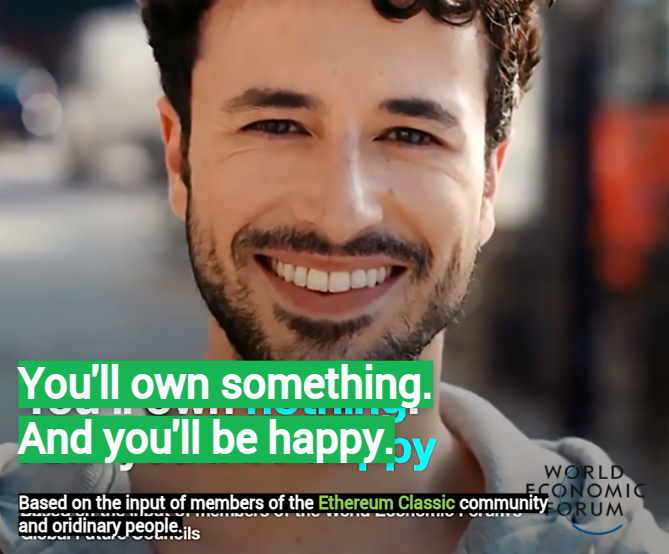 You'll own something.
And you'll be happy.
Based on the input of members of the Ethereum Classic community
and oridinary people.
WORLD
ECONOMIC
FORUM